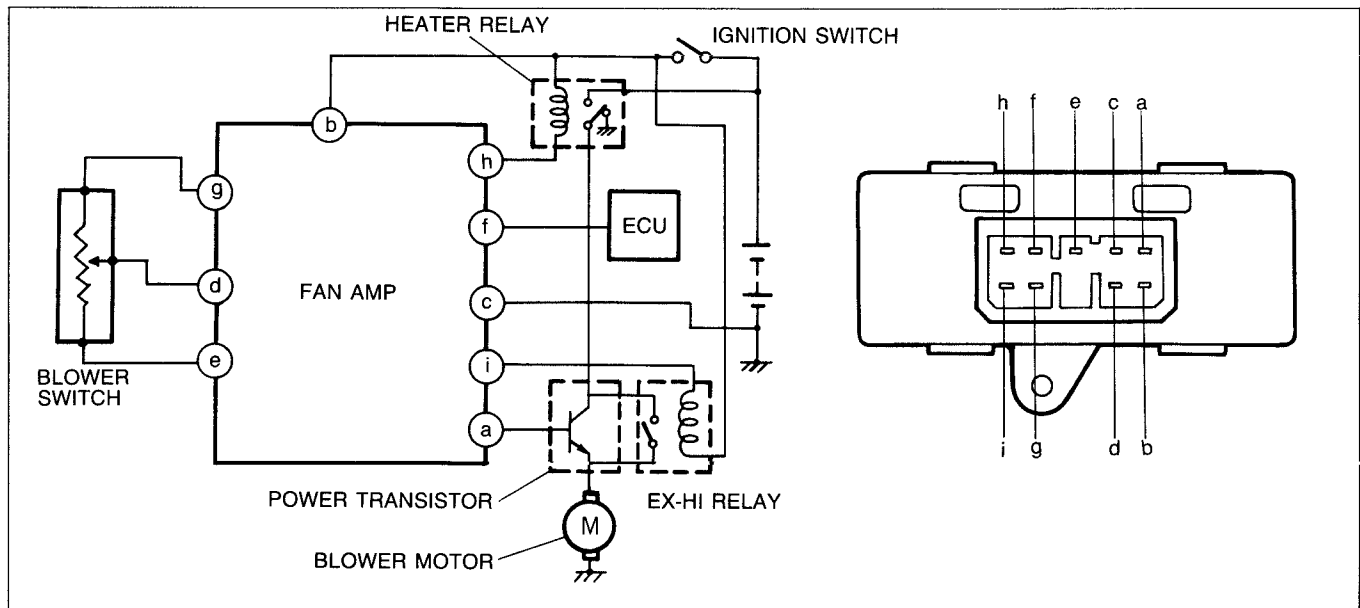 HEATER RELAY
IGNITION SWITCH
b
h
g
f
ECU
d
FAN AMP
c
e
i
BLOWER
SWITCH
a
POWER TRANSISTOR
EX-HI RELAY
M
BLOWER MOTOR
h f e c a
i g d b